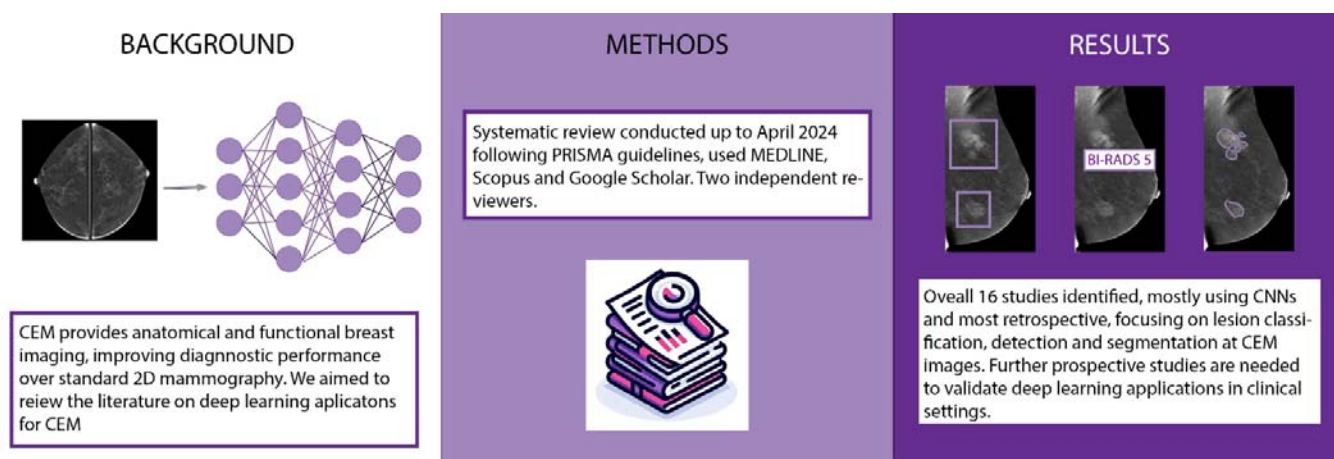 BACKGROUND
CEM provides anatomical and functional breast
imaging, improving diagnnostic performance
over standard 2D mammography. We aimed to
reiew the literature on deep learning aplicatons
for CEM
METHODS
Systematic review conducted up to April 2024
following PRISMA guidelines, used MEDLINE,
Scopus and Google Scholar. Two independent re-
viewers.
RESULTS
BI-RADS 5
Oveall 16 studies identified, mostly using CNNs
and most retrospective, focusing on lesion classi-
fication, detection and segmentation at CEM
images. Further prospective studies are needed
to validate deep learning applications in clinical
settings.